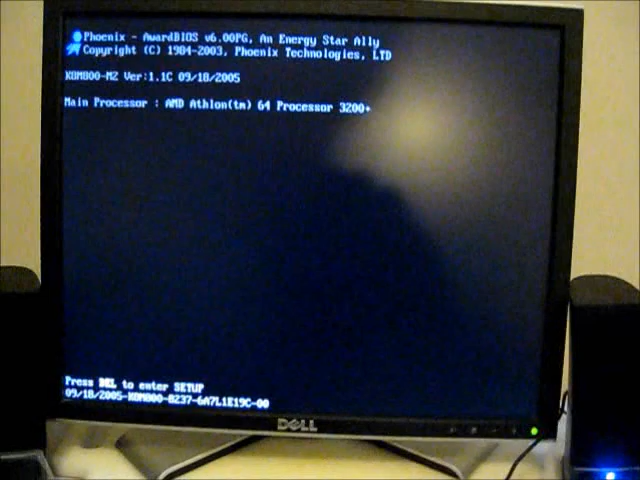 Phoenix - AwardBIOS v6.00PG, An Energy Star Ally
Copyright (C) 1984-2003, Phoenix Technologies, LTD
K8M800-M2 Ver:1.1C 09/18/2005
Main Processor : AMD Athlon(tm) 64 Processor 3200+
Press DEL to enter SETUP
09/18/2005-K8M800-8237-6A7L1E19C-00
DELL